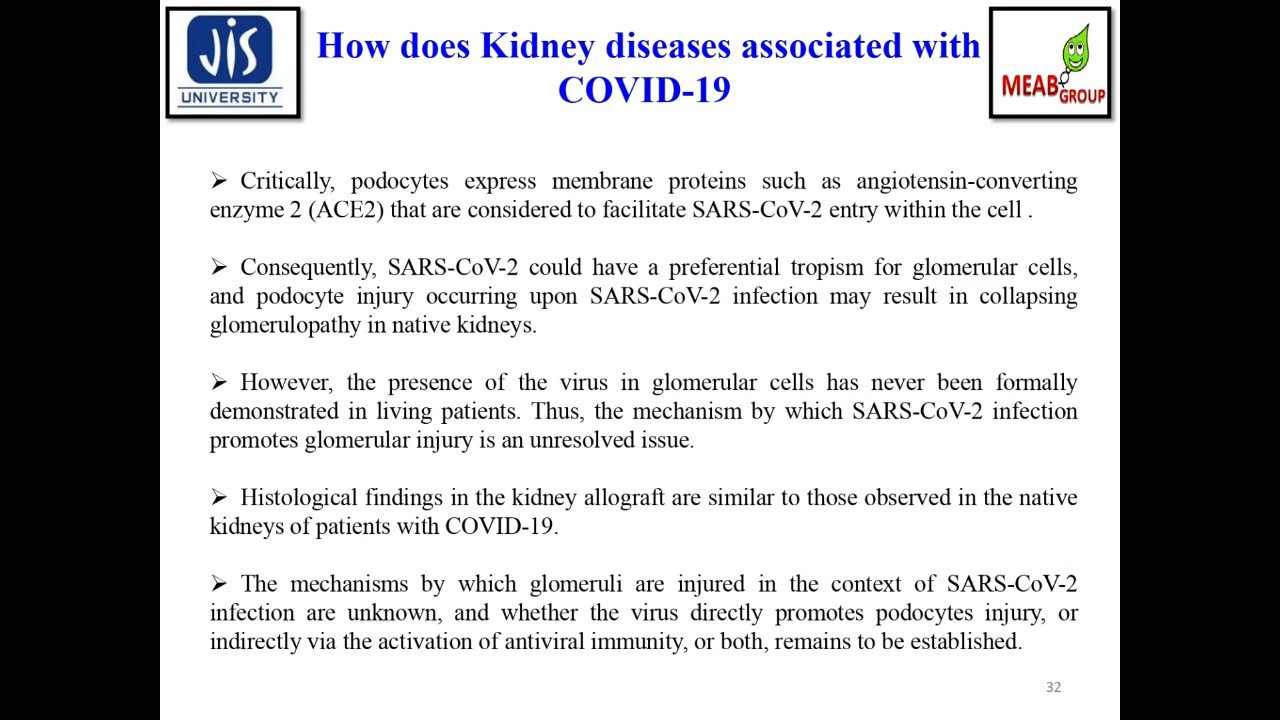 JIS
UNIVERSITY
How does Kidney diseases associated with
COVID-19
MEAB
GROUP
➢ Critically, podocytes express membrane proteins such as angiotensin-converting
enzyme 2 (ACE2) that are considered to facilitate SARS-CoV-2 entry within the cell .
➢ Consequently, SARS-CoV-2 could have a preferential tropism for glomerular cells,
and podocyte injury occurring upon SARS-CoV-2 infection may result in collapsing
glomerulopathy in native kidneys.
➢ However, the presence of the virus in glomerular cells has never been formally
demonstrated in living patients. Thus, the mechanism by which SARS-CoV-2 infection
promotes glomerular injury is an unresolved issue.
➢ Histological findings in the kidney allograft are similar to those observed in the native
kidneys of patients with COVID-19.
➢ The mechanisms by which glomeruli are injured in the context of SARS-CoV-2
infection are unknown, and whether the virus directly promotes podocytes injury, or
indirectly via the activation of antiviral immunity, or both, remains to be established.
32